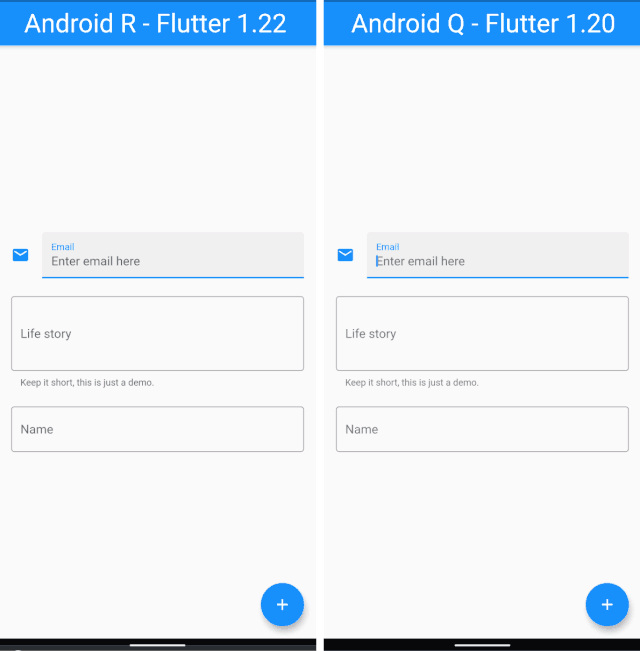 Android R - Flutter 1.22
Email
Enter email here
Life story
Keep it short, this is just a demo.
Name
+
Android Q - Flutter 1.20
Email
Enter email here
Life story
Keep it short, this is just a demo.
Name
+